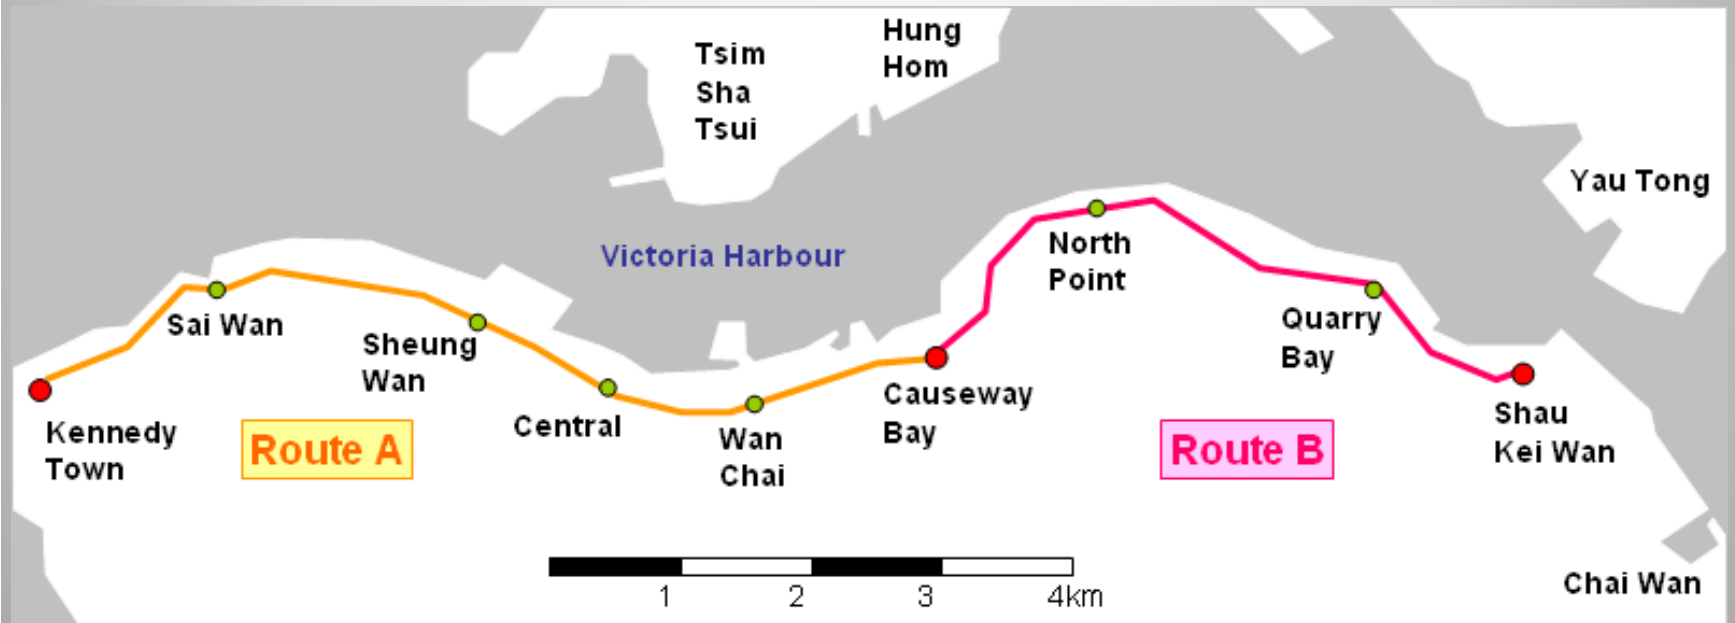 Hung
Hom
Tsim
Sha
Tsui
Yau Tong
Victoria Harbour
North
Point
Sai Wan
Sheung
Wan
Quarry
Bay
Causeway
Bay
Central
Kennedy
Town
Route A
Wan
Chai
Route B
Shau
Kei Wan
1 2 3 4km
Chai Wan